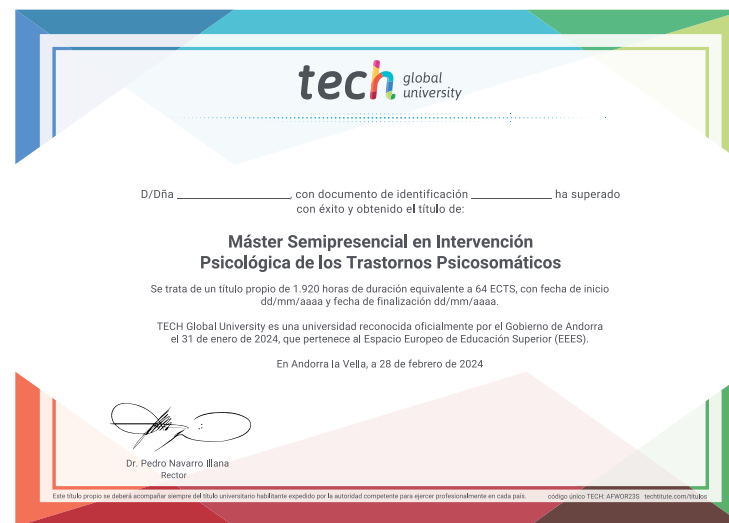 tech global university
D/Dña ____________________, con documento de identificación ______________ ha superado
con éxito y obtenido el título de:
Máster Semipresencial en Intervención
Psicológica de los Trastornos Psicosomáticos
Se trata de un título propio de 1.920 horas de duración equivalente a 64 ECTS, con fecha de inicio
dd/mm/aaaa y fecha de finalización dd/mm/aaaa.
TECH Global University es una universidad reconocida oficialmente por el Gobierno de Andorra
el 31 de enero de 2024, que pertenece al Espacio Europeo de Educación Superior (EEES).
En Andorra la Vella, a 28 de febrero de 2024
Dr. Pedro Navarro Illana
Rector
Este título propio se deberá acompañar siempre del título universitario habilitante expedido por la autoridad competente para ejercer profesionalmente en cada país. código único TECH: AFWOR23S techtitute.com/titulos